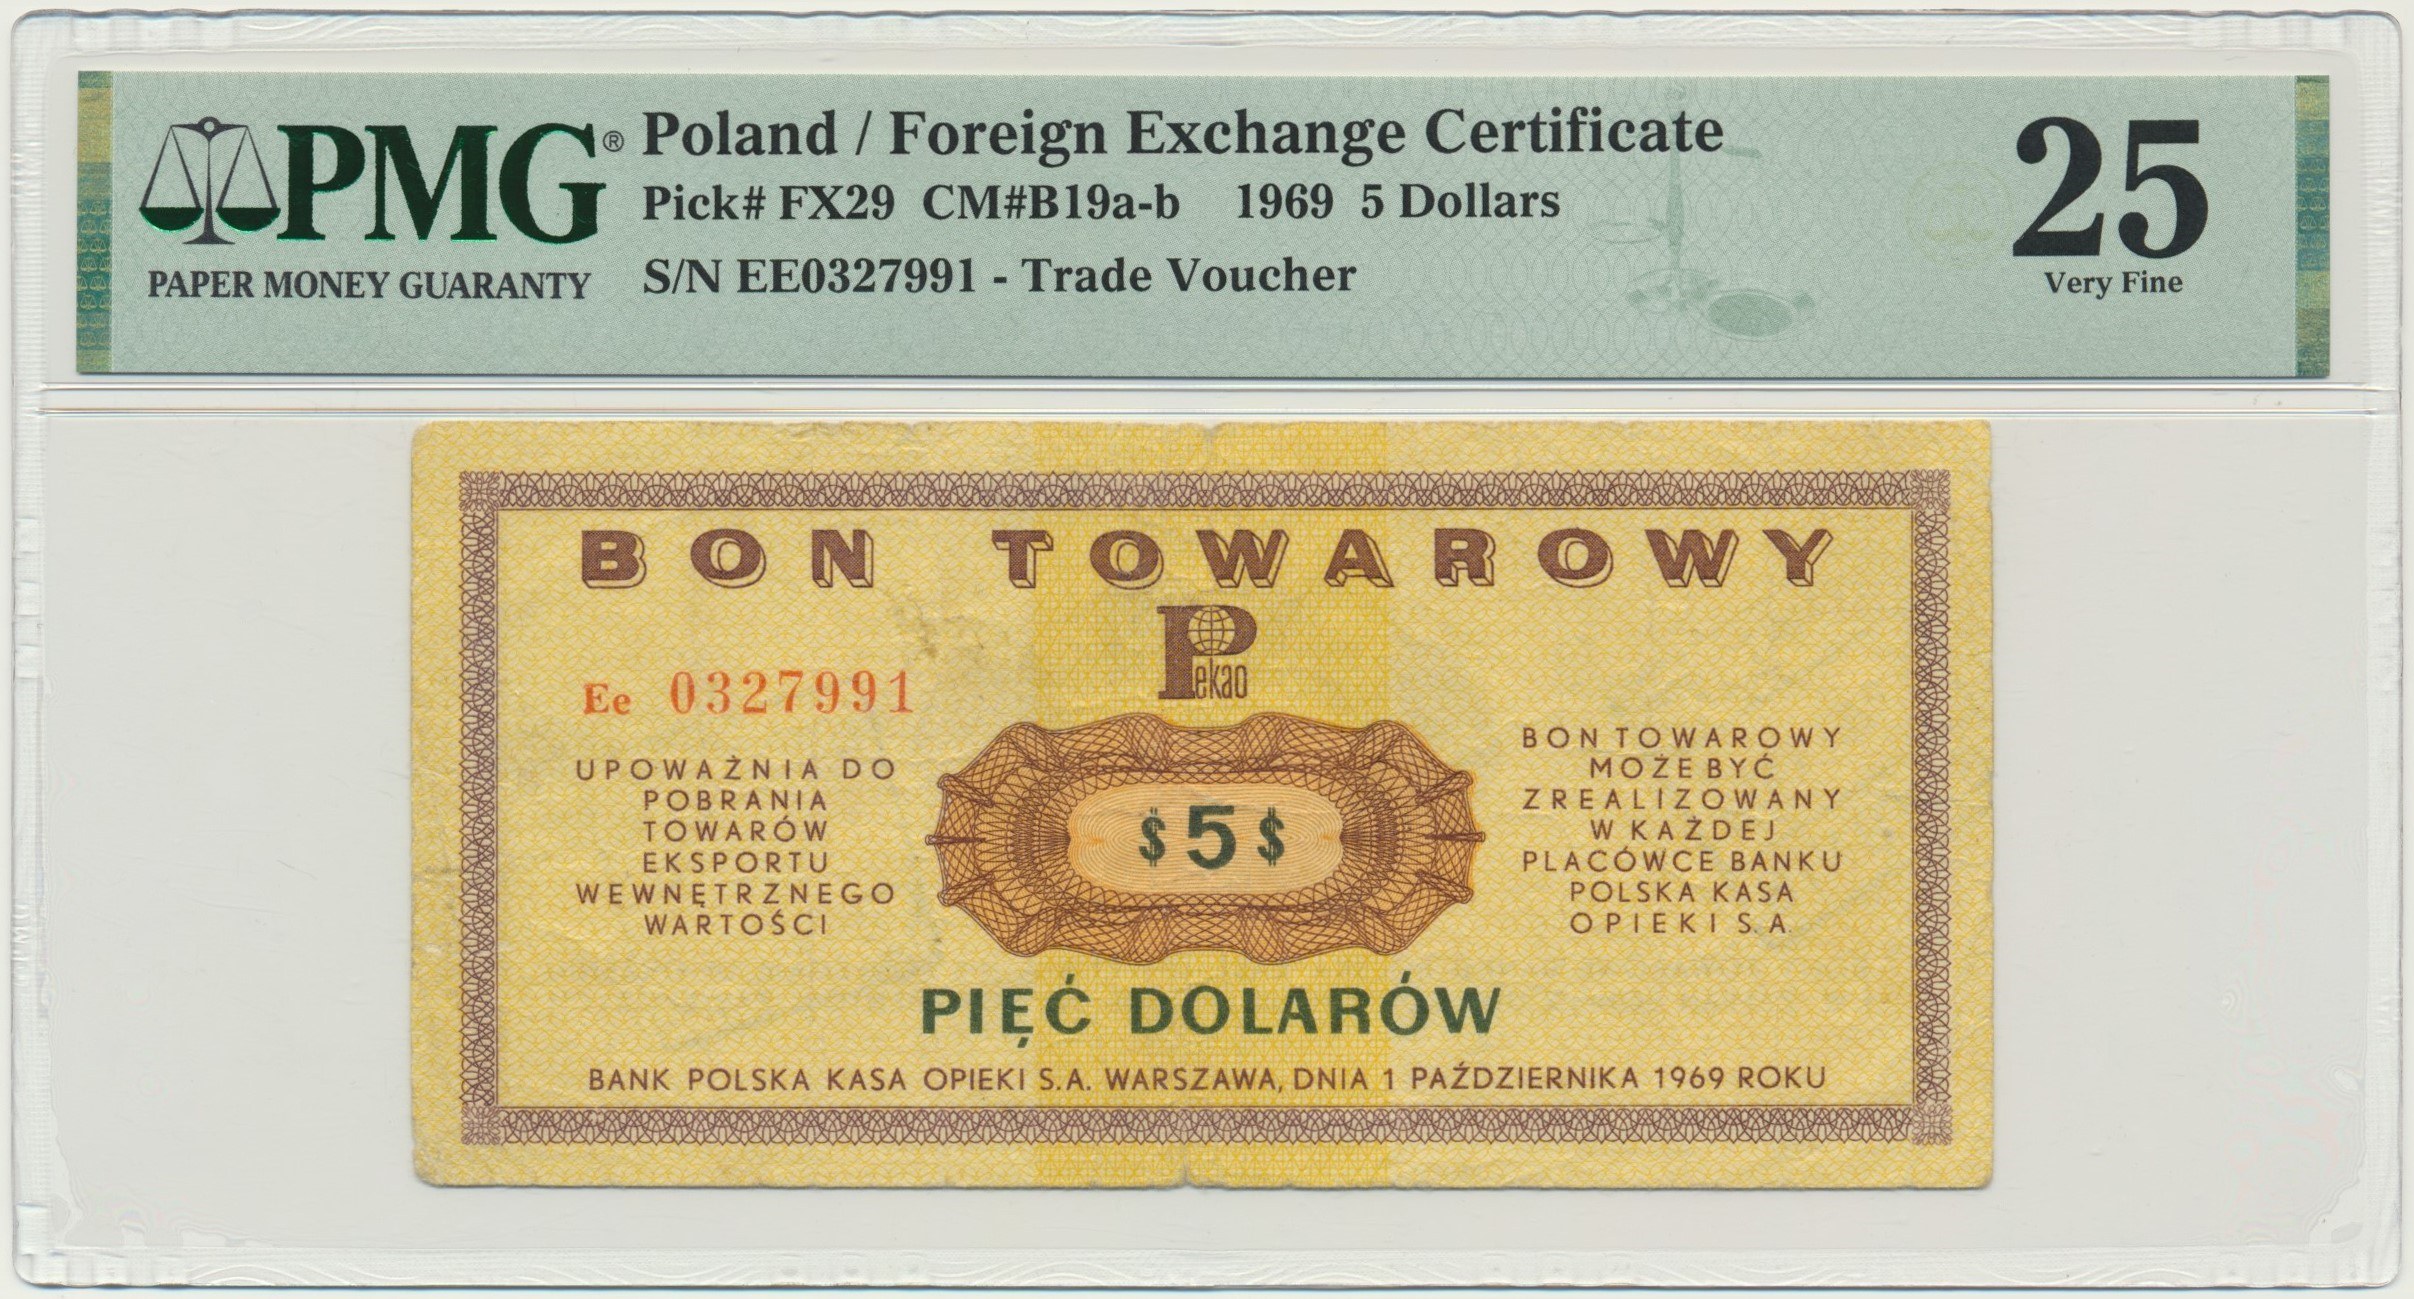 PMG®
PAPER MONEY GUARANTY
Poland / Foreign Exchange Certificate
Pick# FX29 CM#B19a-b 1969 5 Dollars
S/N EE0327991 - Trade Voucher
25
Very Fine
BON TOWAROWY
Pekao
Ee 0327991
UPOWAŻNIA DO
POBRANIA
TOWARÓW
EKSPORTU
WEWNĘTRZNEGO
WARTOŚCI
$5$
BON TOWAROWY
MOŻE BYĆ
ZREALIZOWANY
W KAŻDEJ
PLACÓWCE BANKU
POLSKA KASA
OPIEKI S.A.
PIĘĆ DOLARÓW
BANK POLSKA KASA OPIEKI S.A. WARSZAWA, DNIA 1 PAŹDZIERNIKA 1969 ROKU